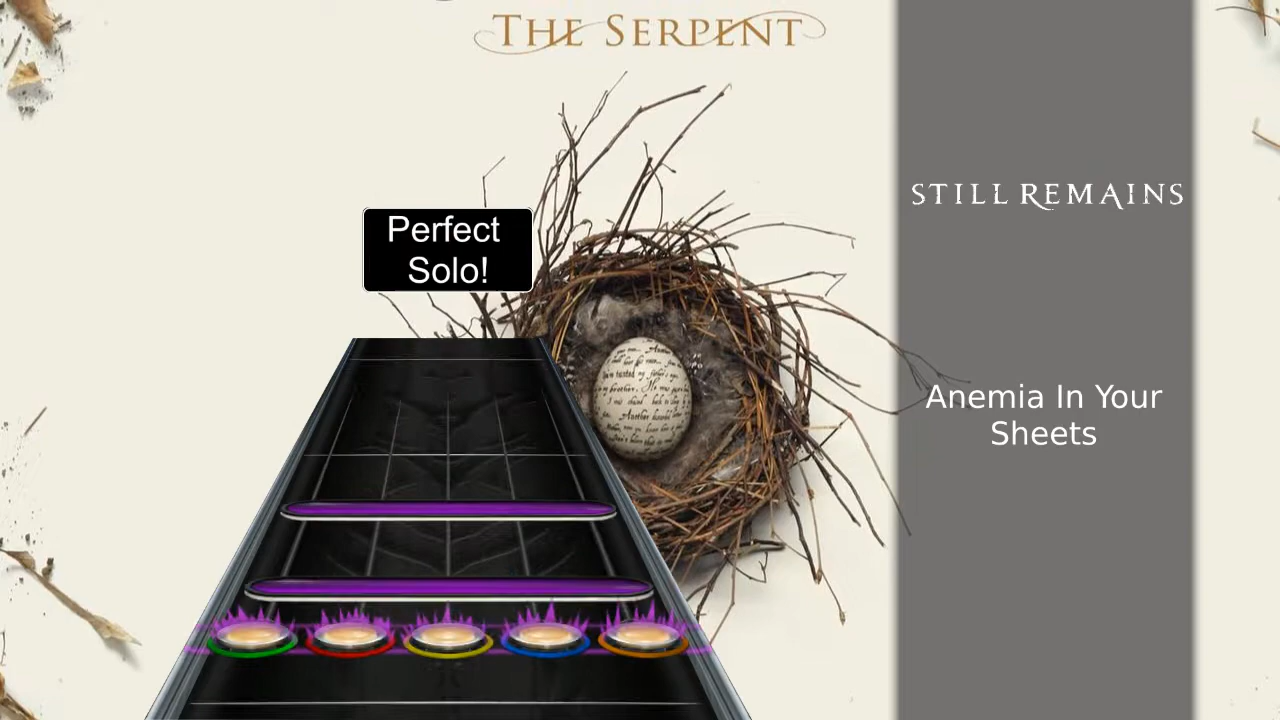 THE SERPENT
STILL REMAINS
Perfect
Solo!
Anemia In Your
Sheets